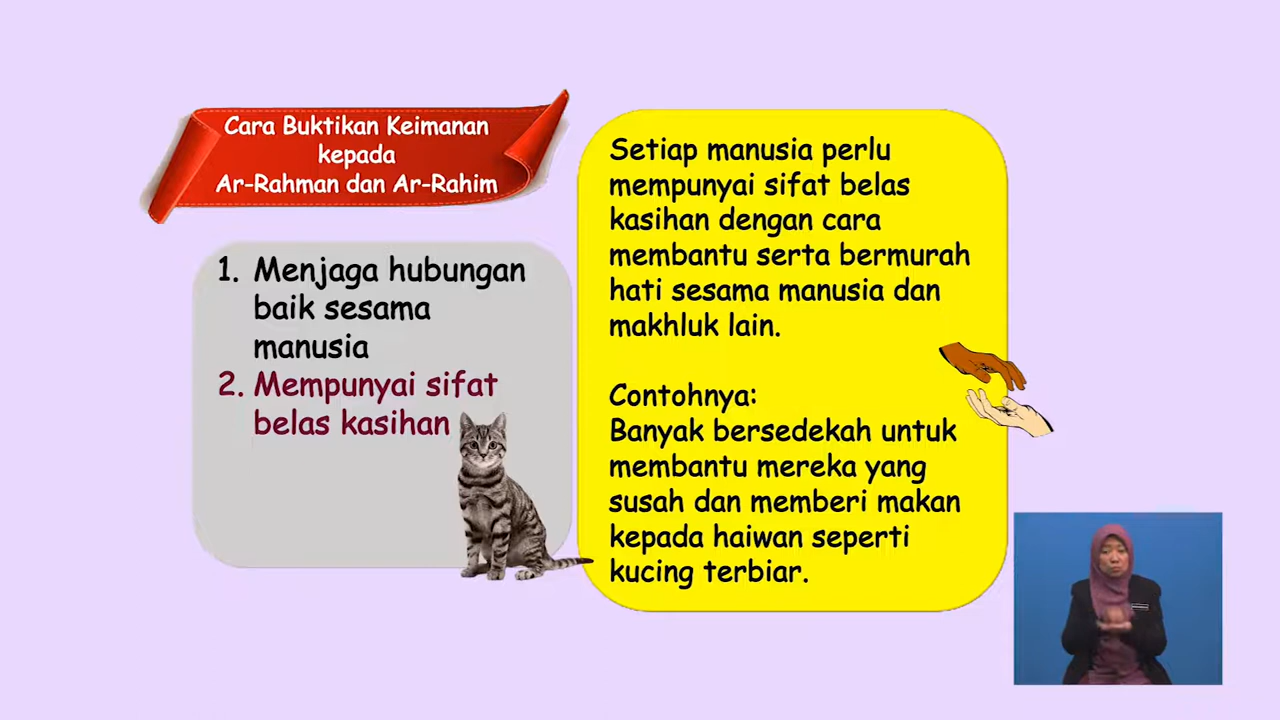 Cara Buktikan Keimanan
kepada
Ar-Rahman dan Ar-Rahim
1. Menjaga hubungan
baik sesama
manusia
2. Mempunyai sifat
belas kasihan
Setiap manusia perlu
mempunyai sifat belas
kasihan dengan cara
membantu serta bermurah
hati sesama manusia dan
makhluk lain.
Contohnya:
Banyak bersedekah untuk
membantu mereka yang
susah dan memberi makan
kepada haiwan seperti
kucing terbiar.